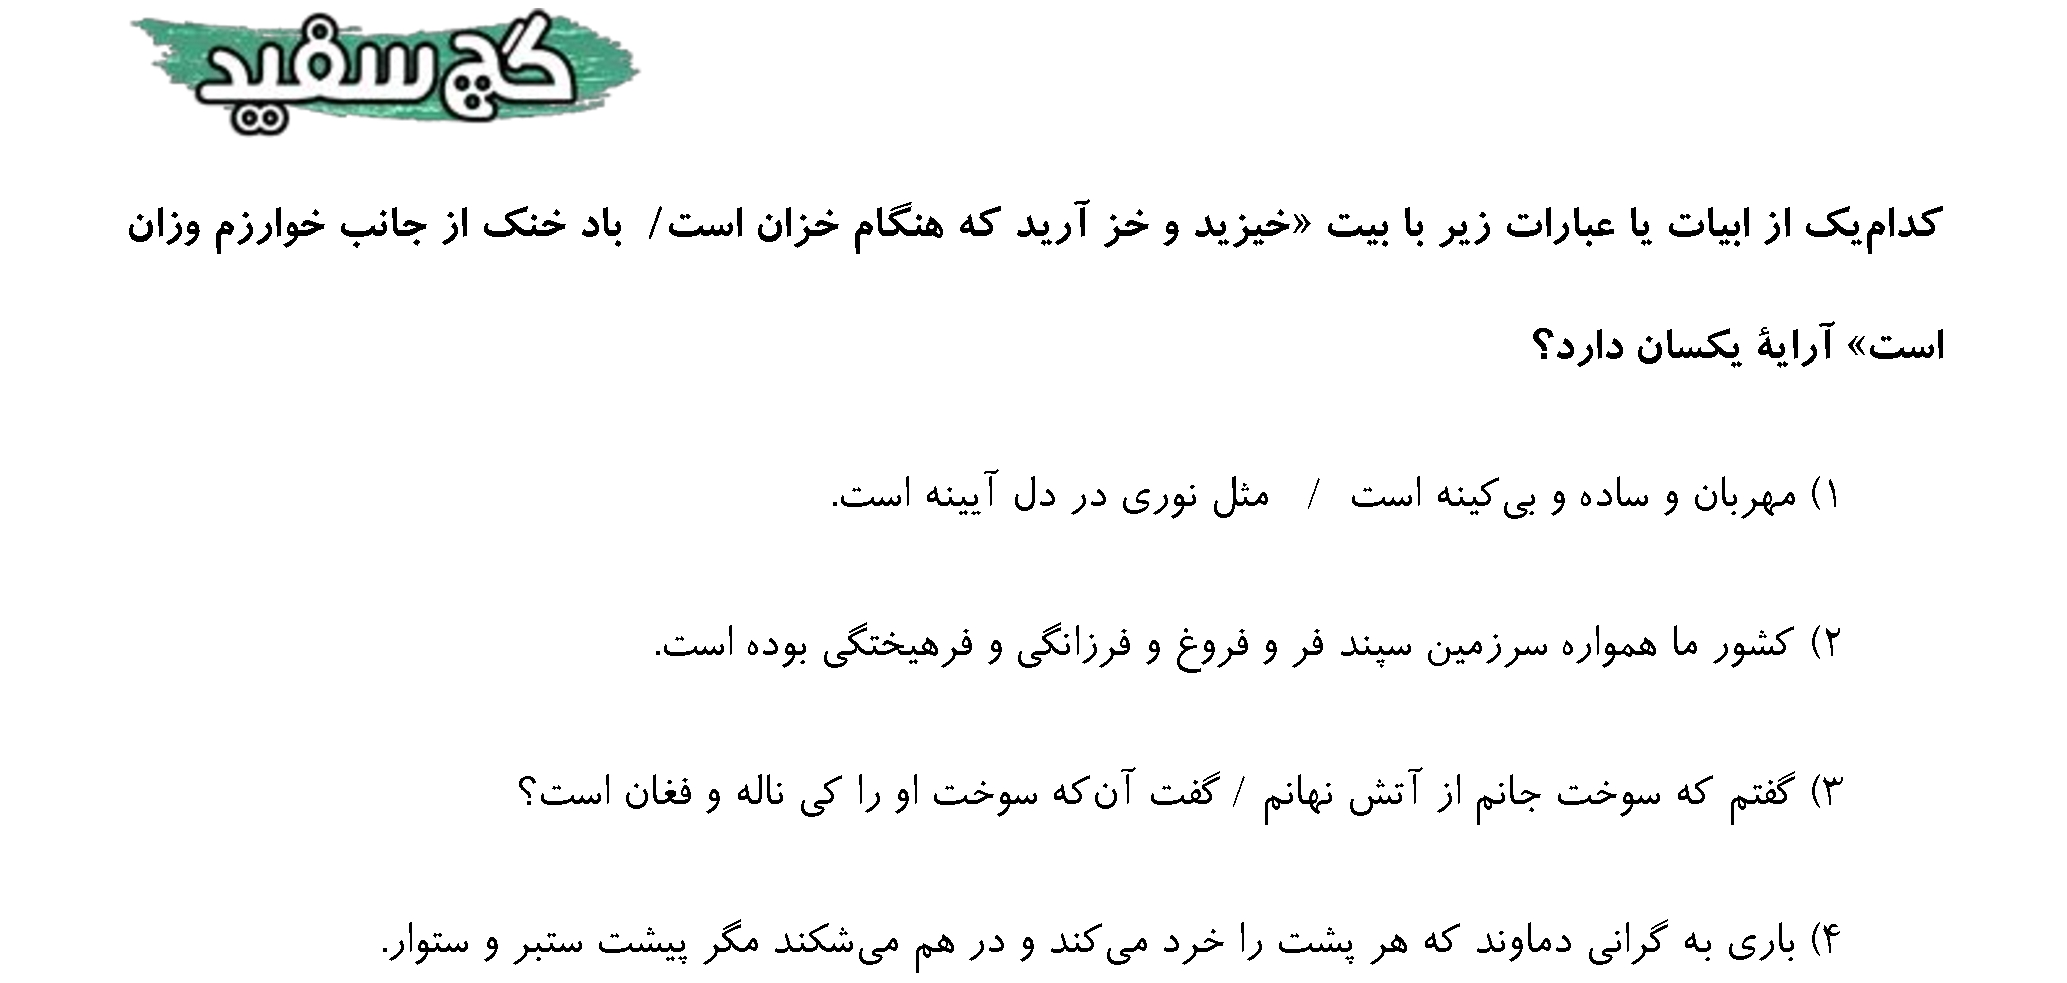 گچ سفید
کدام‌یک از ابیات یا عبارات زیر با بیت «خیزید و خز آرید که هنگام خزان است/ باد خنک از جانب خوارزم وزان
است» آرایهٔ یکسان دارد؟
۱) مهربان و ساده و بی‌کینه است / مثل نوری در دل آیینه است.
۲) کشور ما همواره سرزمین سپند فر و فروغ و فرزانگی و فرهیختگی بوده است.
۳) گفتم که سوخت جانم از آتش نهانم / گفت آن‌که سوخت او را کی ناله و فغان است؟
۴) باری به گرانی دماوند که هر پشت را خرد می‌کند و در هم می‌شکند مگر پیشت ستبر و ستوار.